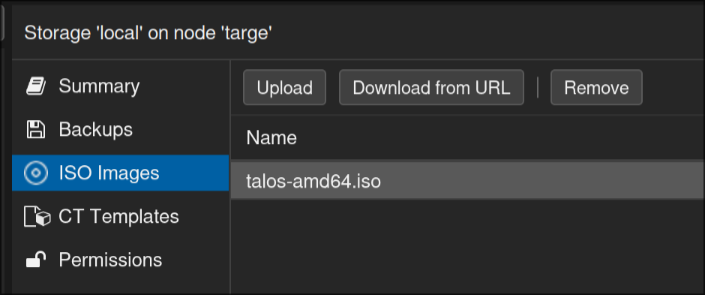 Storage 'local' on node 'targe'
Summary
Backups
ISO Images
CT Templates
Permissions
Upload
Download from URL
Remove
Name
talos-amd64.iso